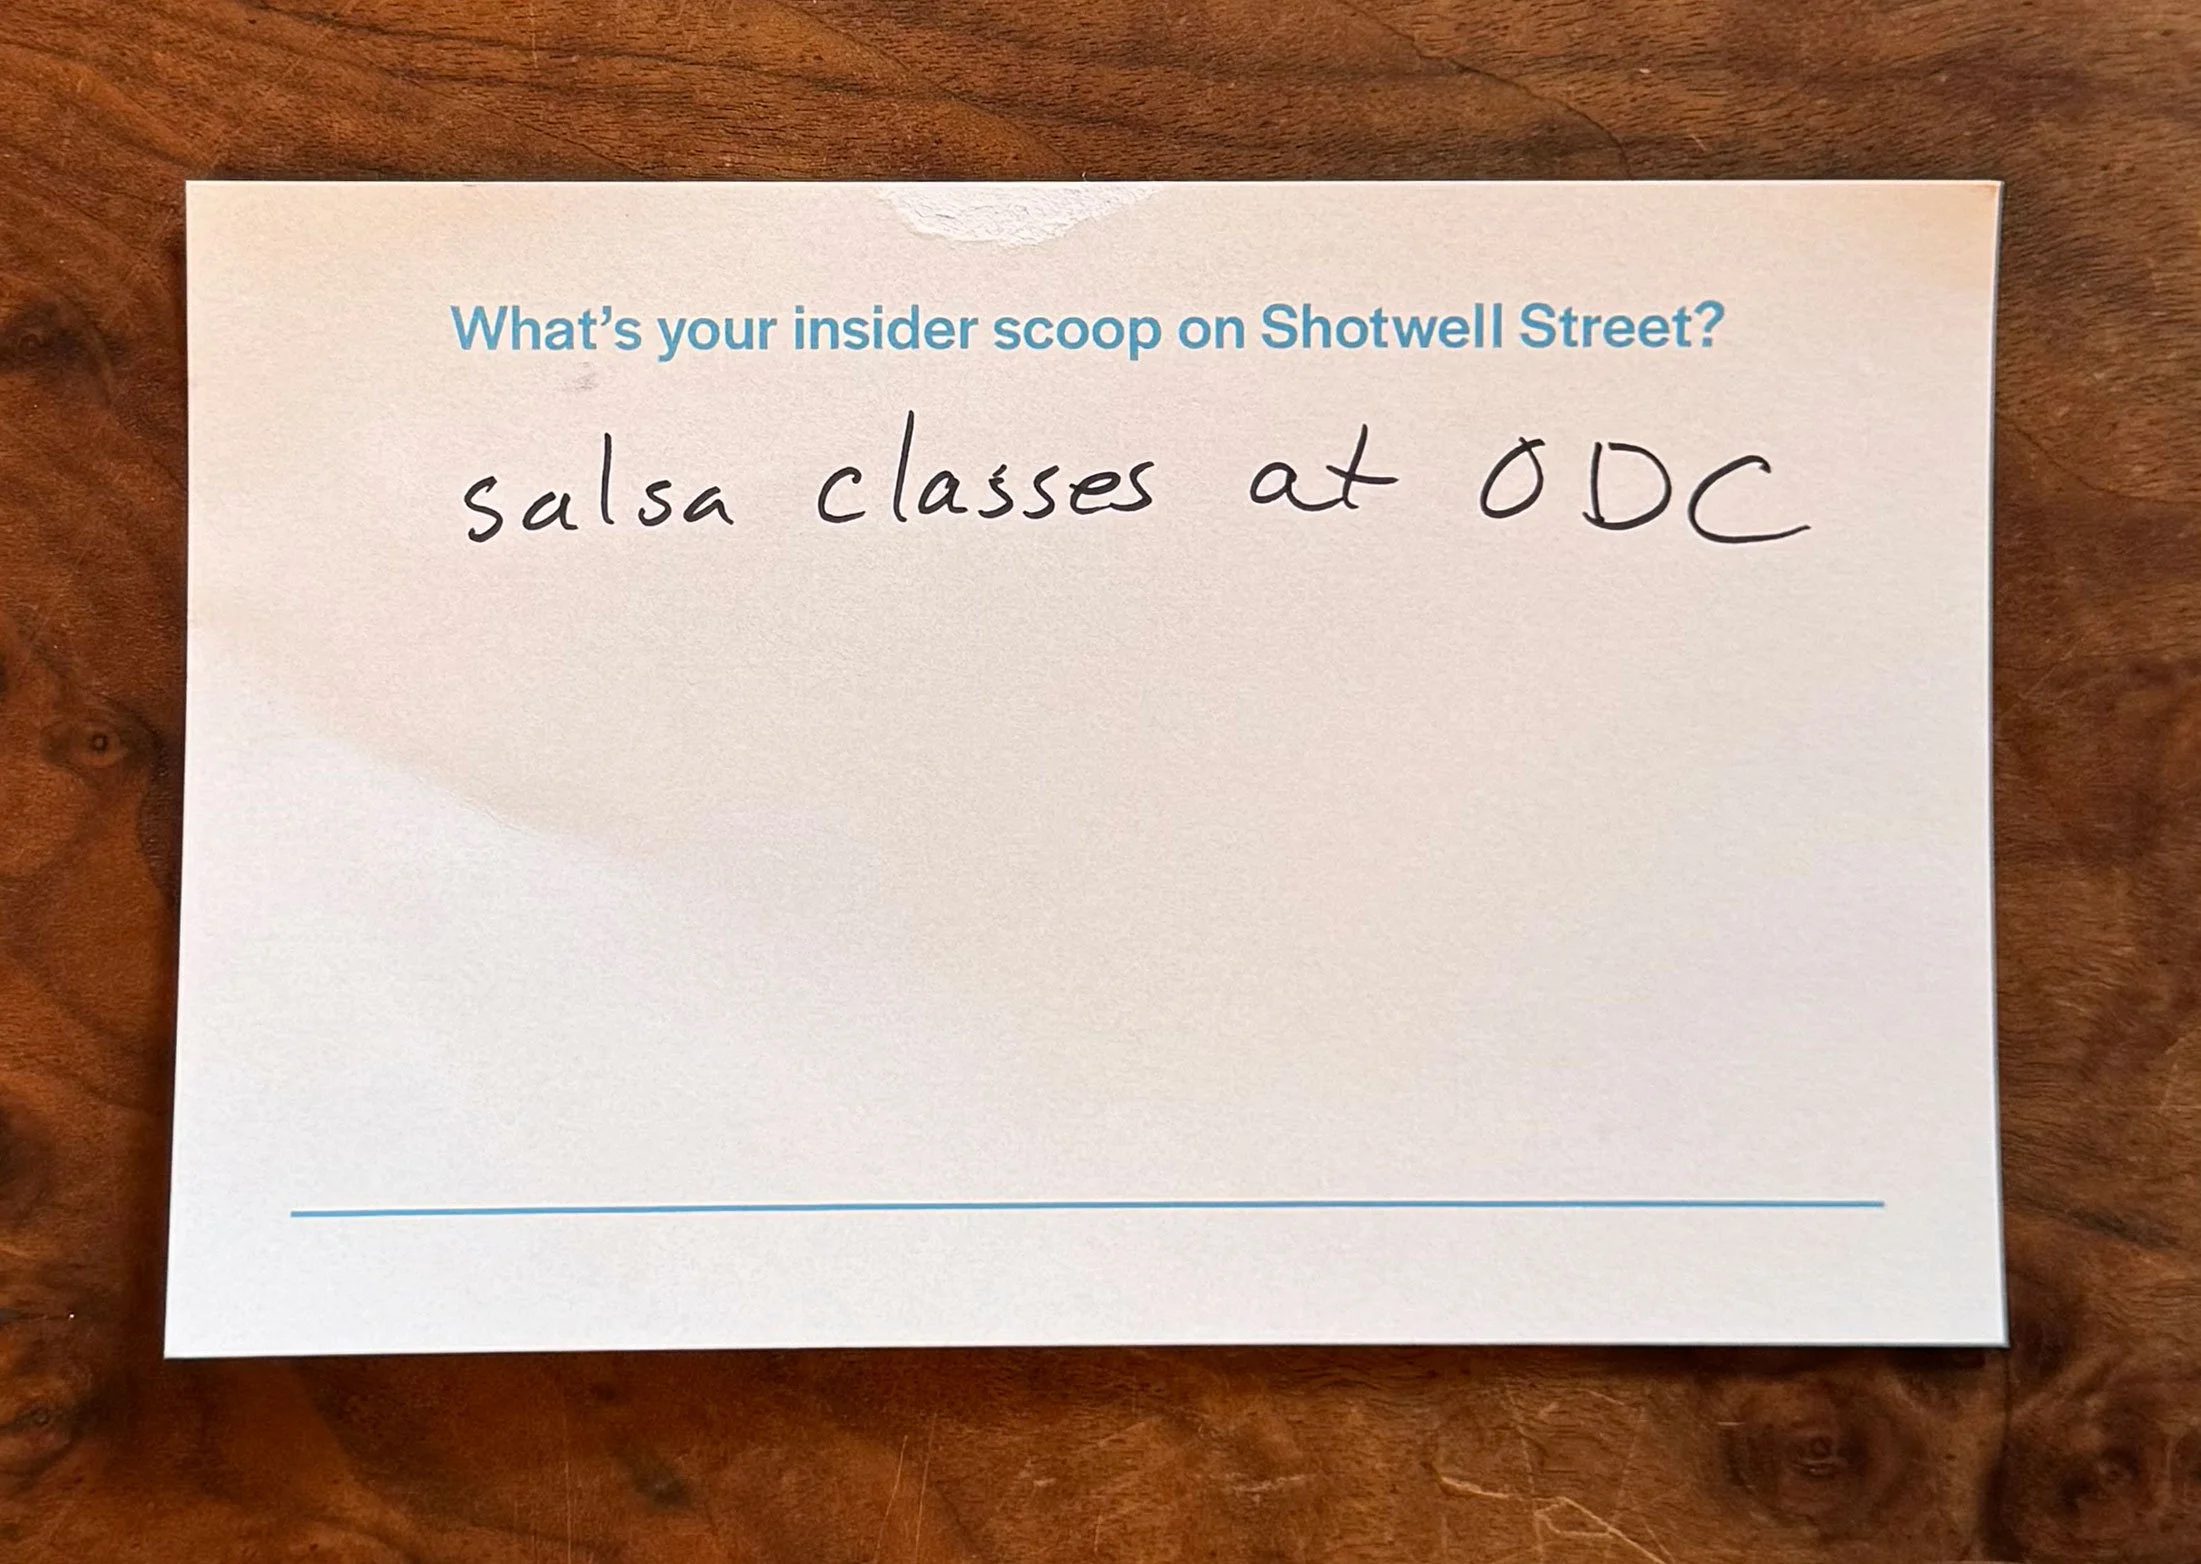 What's your insider scoop on Shotwell Street?
salsa classes at ODC